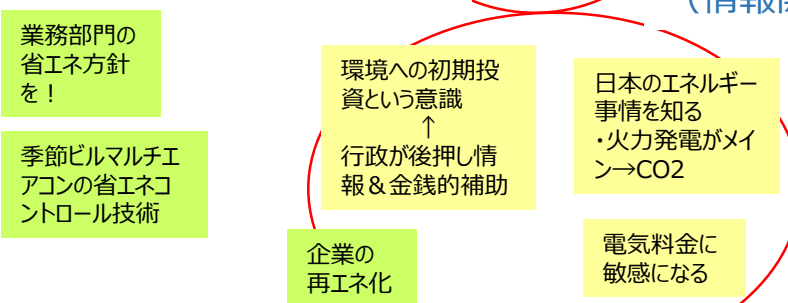 （情報
業務部門の
省エネ方針
を！
環境への初期投
資という意識
↑
行政が後押し情
報＆金銭的補助
日本のエネルギー
事情を知る
・火力発電がメイ
ン→CO2
季節ビルマルチエ
アコンの省エネコ
ントロール技術
企業の
再エネ化
電気料金に
敏感になる